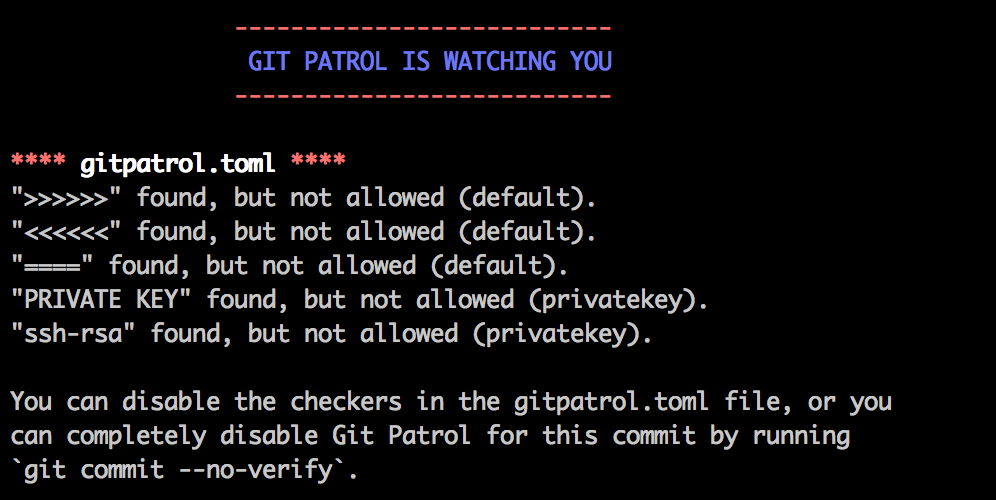 ---------------------------
GIT PATROL IS WATCHING YOU
---------------------------
**** gitpatrol.toml ****
">>>>>>" found, but not allowed (default).
"<<<<<<" found, but not allowed (default).
"====" found, but not allowed (default).
"PRIVATE KEY" found, but not allowed (privatekey).
"ssh-rsa" found, but not allowed (privatekey).
You can disable the checkers in the gitpatrol.toml file, or you
can completely disable Git Patrol for this commit by running
`git commit --no-verify`.